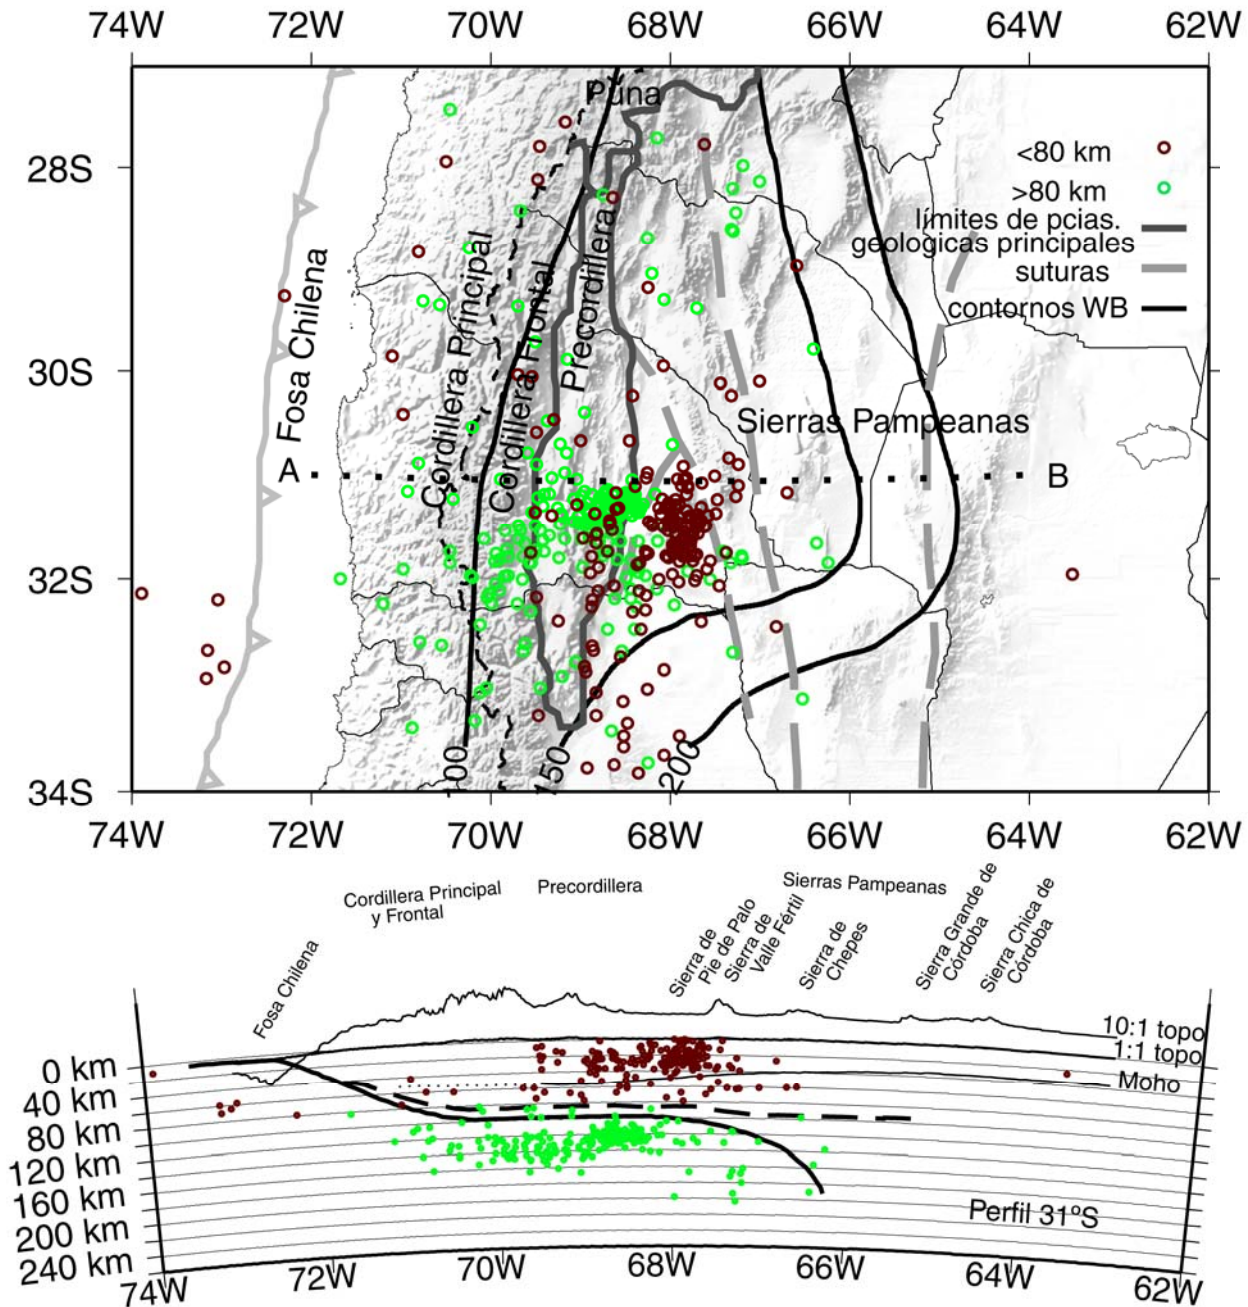 74W 72W 70W 68W 66W 64W 62W
Puna
<80 km
28S
>80 km
límites de pcias.
geologicas principales
suturas
contornos WB
Fosa Chilena
Cordillera Principal
Cordillera Frontal
Precordillera
30S
Sierras Pampeanas
A
B
32S
00
150
200
34S
74W 72W 70W 68W 66W 64W 62W
Cordillera Principal
y Frontal
Precordillera
Sierras Pampeanas
Fosa Chilena
Sierra de
Pie de Palo
Sierra de
Valle Fértil
Sierra de
Chepes
Sierra Grande de
Córdoba
Sierra Chica de
Córdoba
10:1 topo
1:1 topo
Moho
0 km
40 km
80 km
120 km
160 km
200 km
240 km
Perfil 31ºS
74W 72W 70W 68W 66W 64W 62W